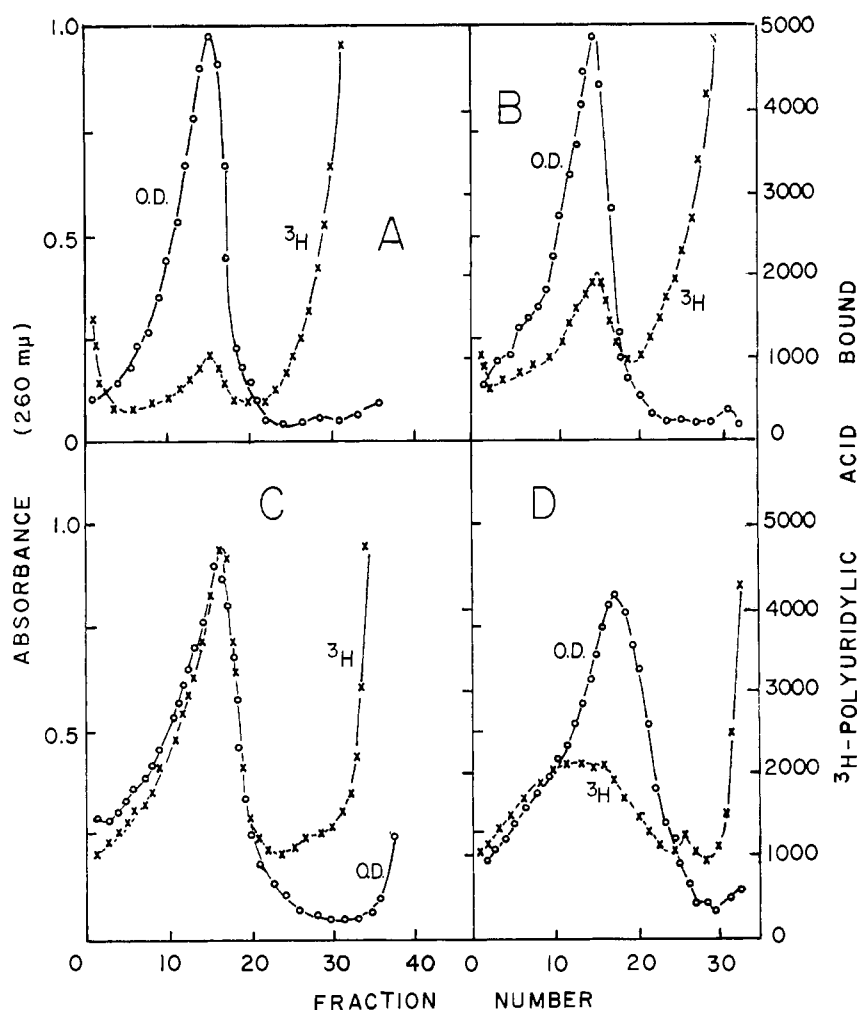 1.0
0.5
0
O.D.
³H
A
B
O.D.
³H
5000
4000
3000
2000
1000
0
C
1.0
0.5
³H
O.D.
0 10 20 30 40
D
O.D.
³H
5000
4000
3000
2000
1000
0
0 10 20 30
ABSORBANCE (260 mµ)
³H-POLYURIDYLIC ACID BOUND
FRACTION NUMBER